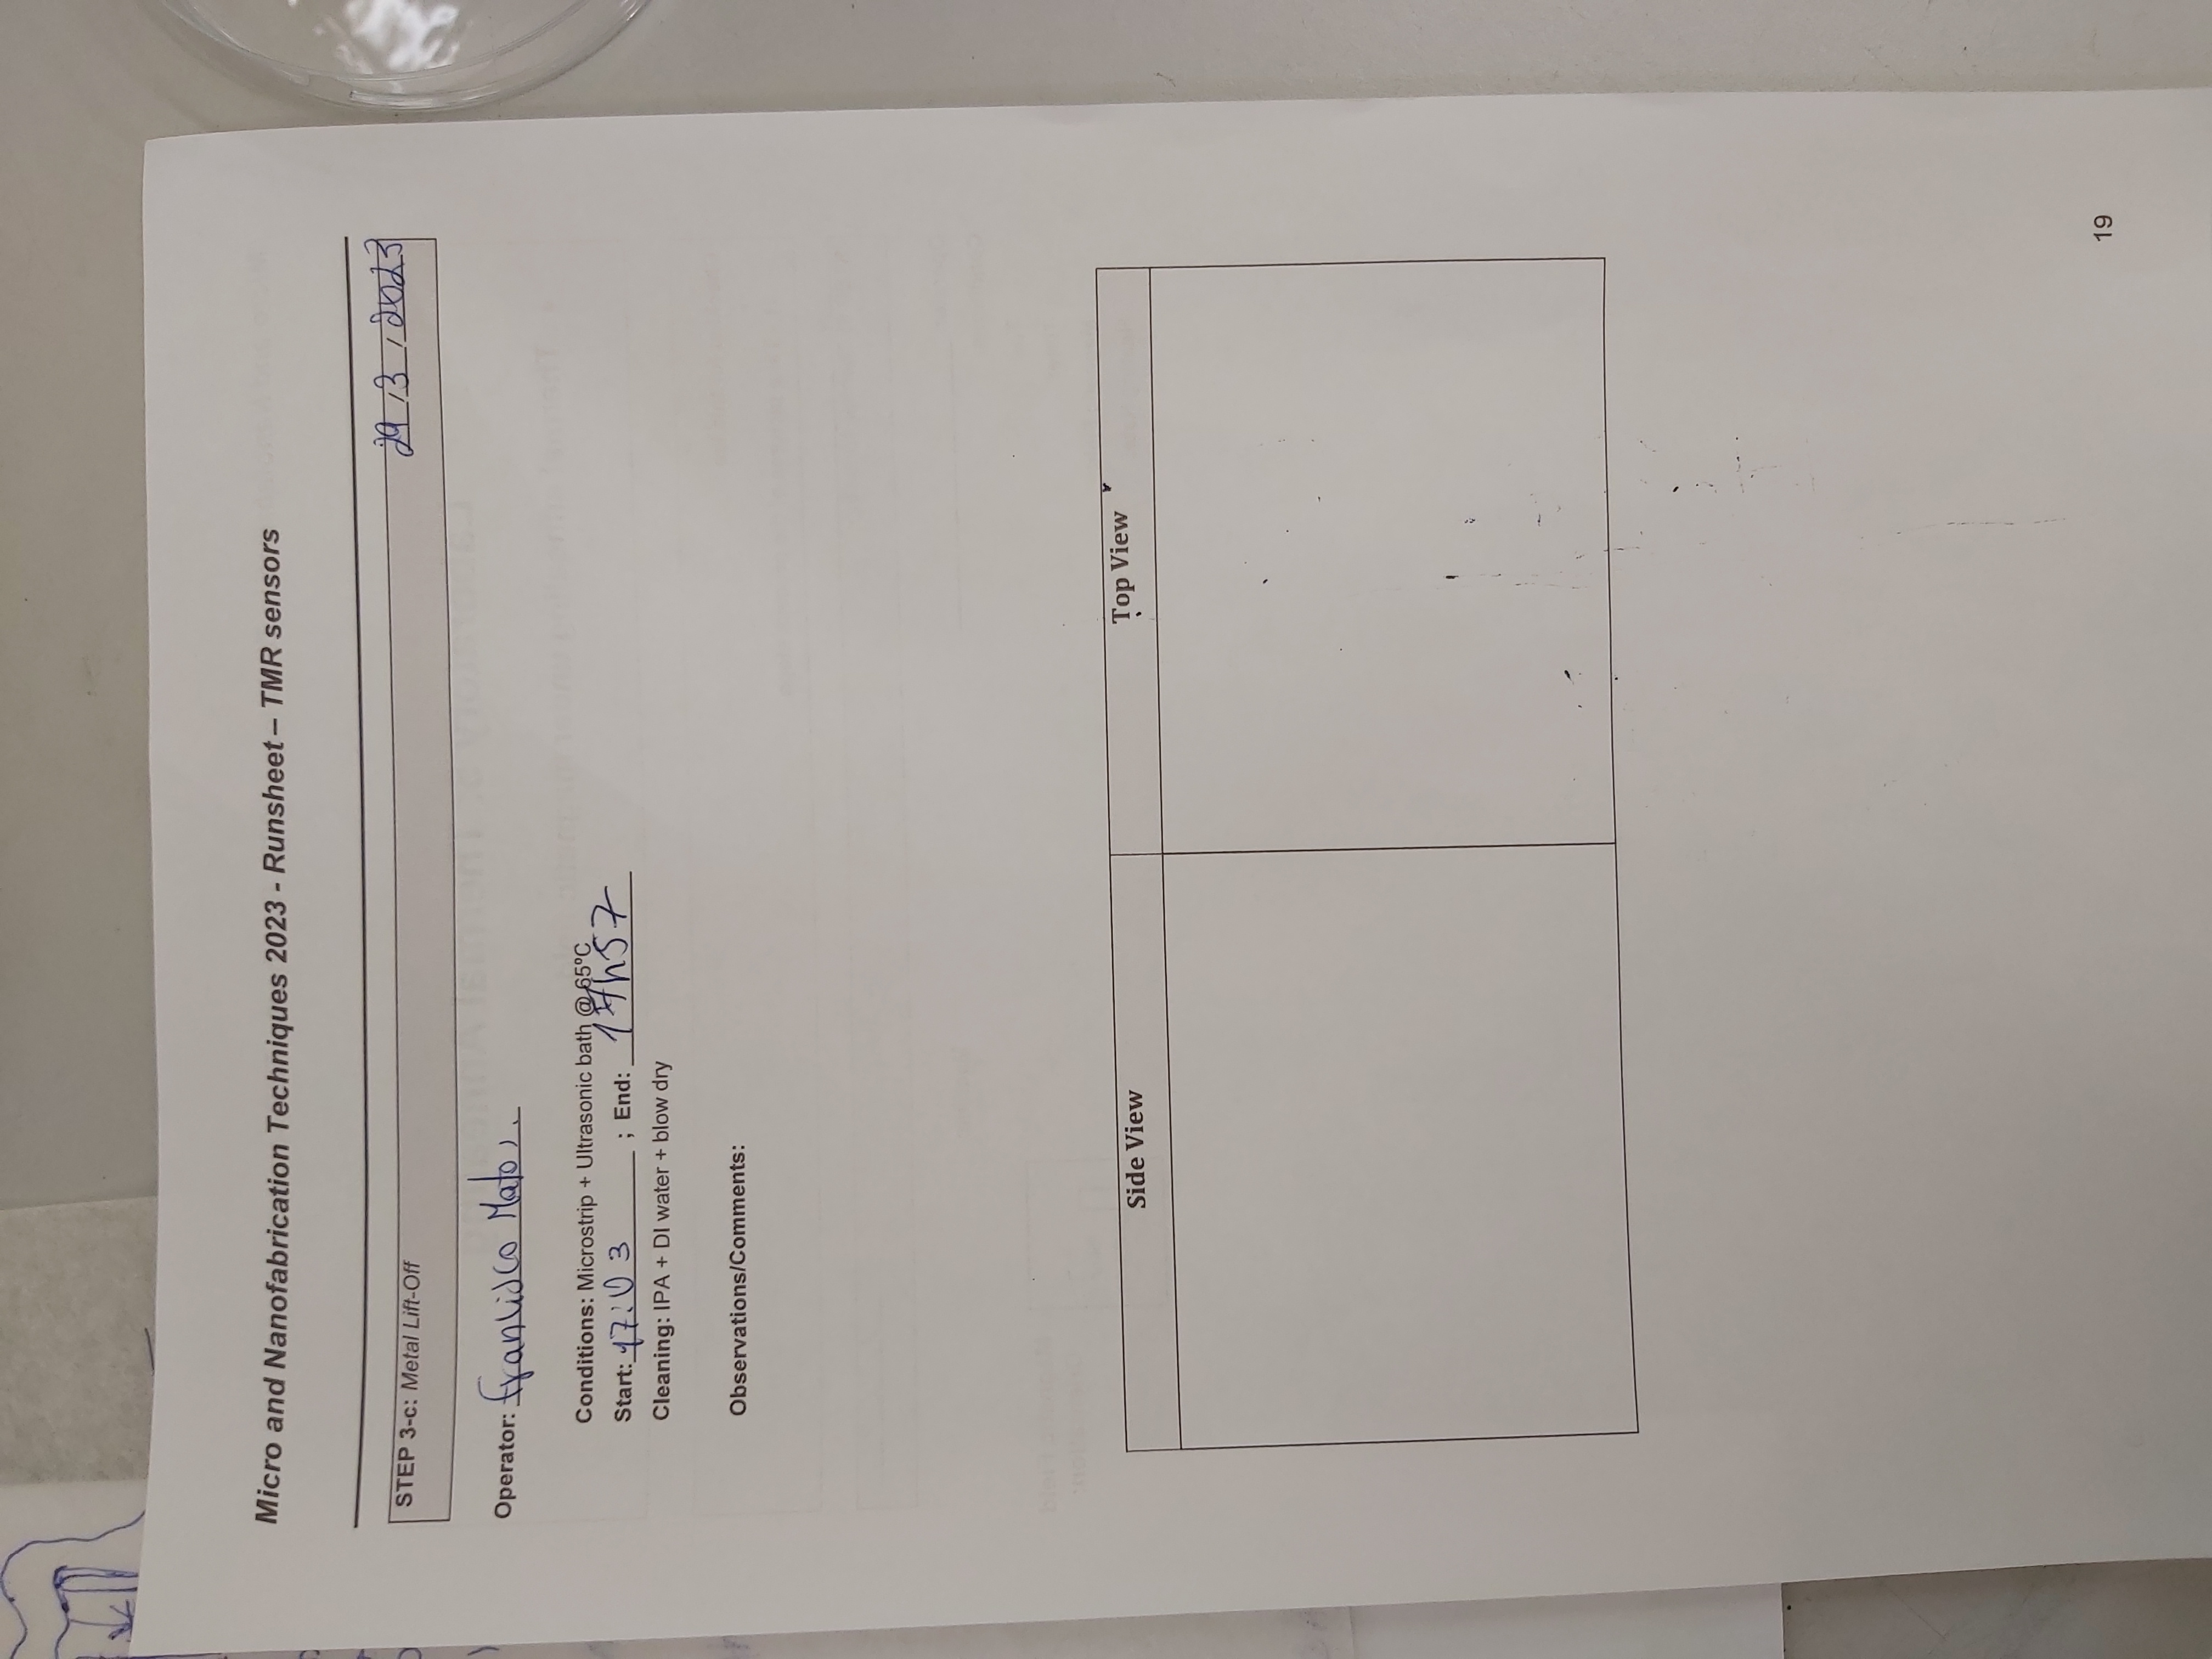 Micro and Nanofabrication Techniques 2023 - Runsheet – TMR sensors
STEP 3-c: Metal Lift-Off 29/3/2023
Operator: Francisco Matos.
Conditions: Microstrip + Ultrasonic bath @ 65ºC
Start: 17:03 ; End: 17h57
Cleaning: IPA + DI water + blow dry
Observations/Comments:
Side View Top View
19